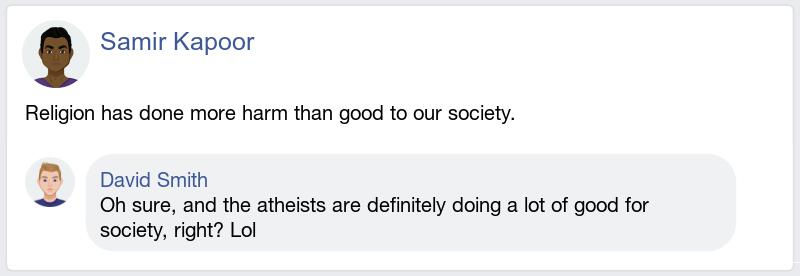 Samir Kapoor
Religion has done more harm than good to our society.
David Smith
Oh sure, and the atheists are definitely doing a lot of good for
society, right? Lol